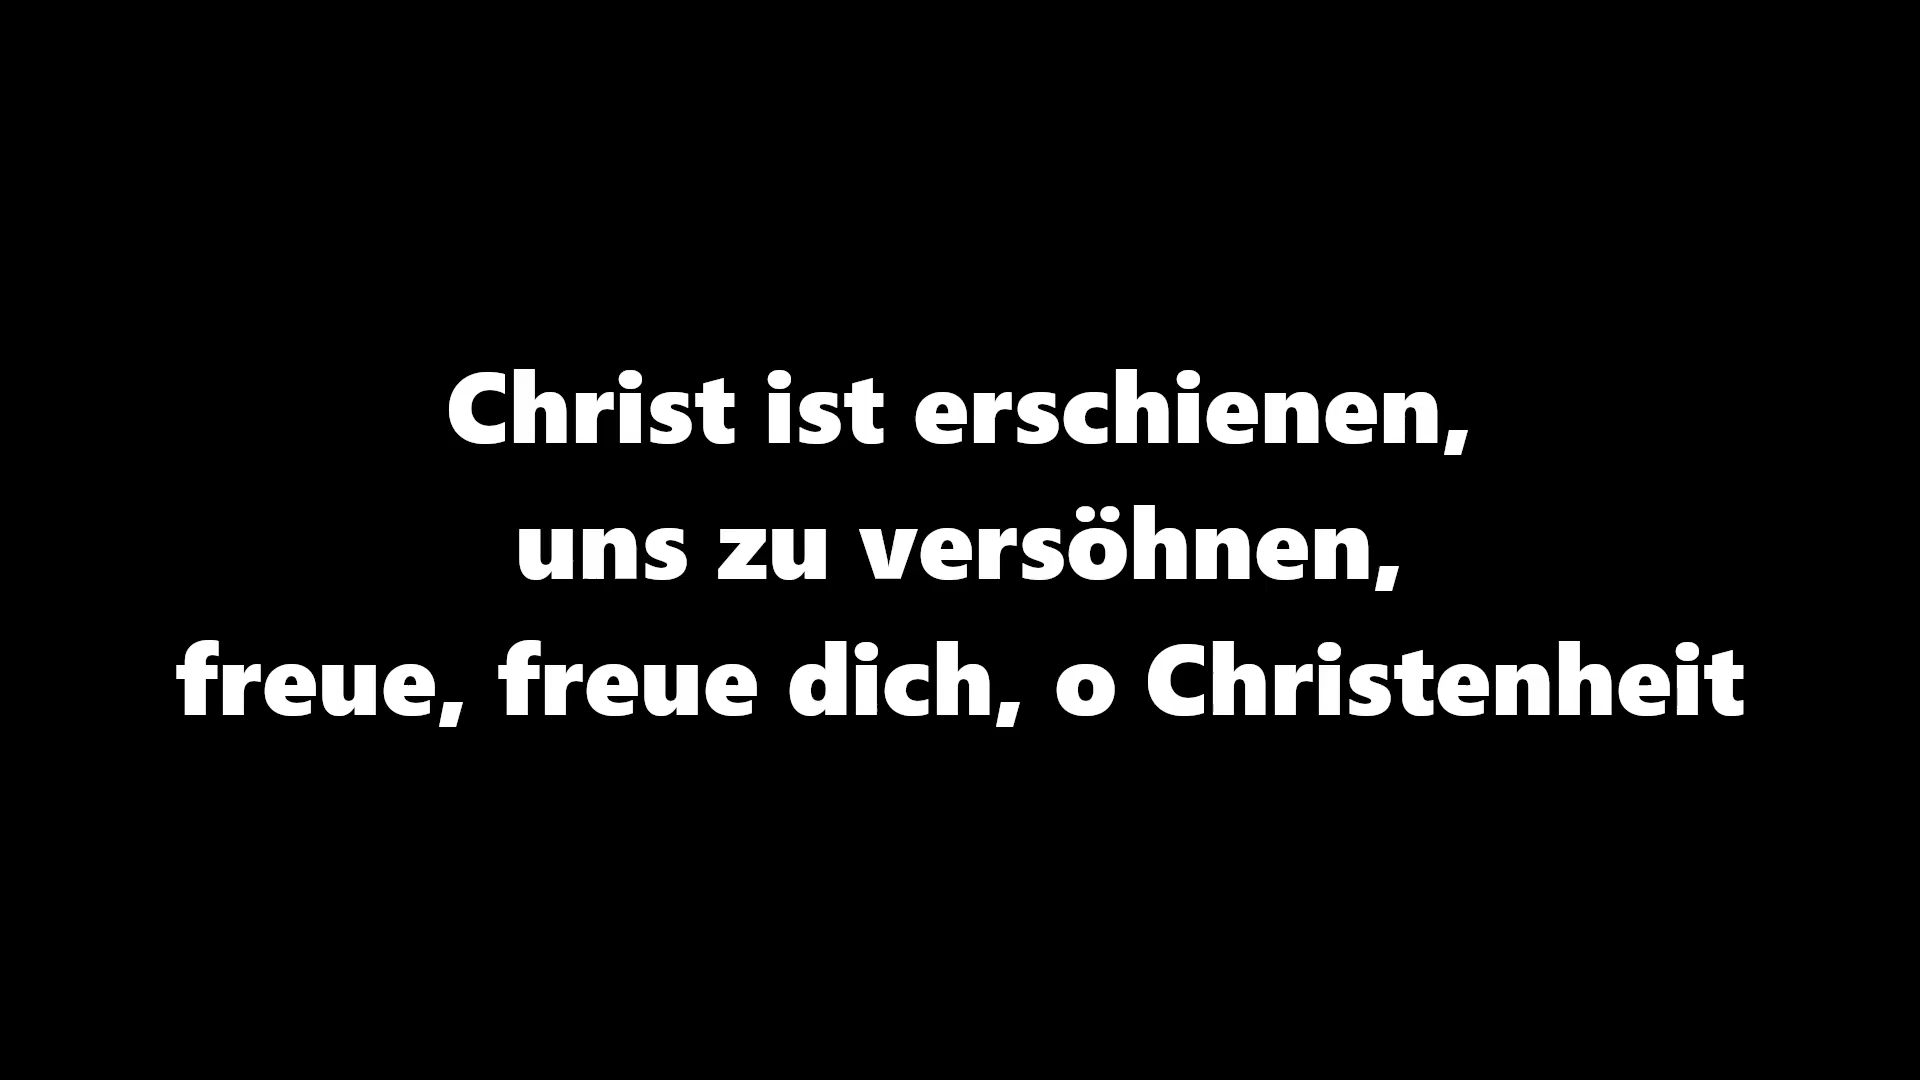 Christ ist erschienen,
uns zu versöhnen,
freue, freue dich, o Christenheit